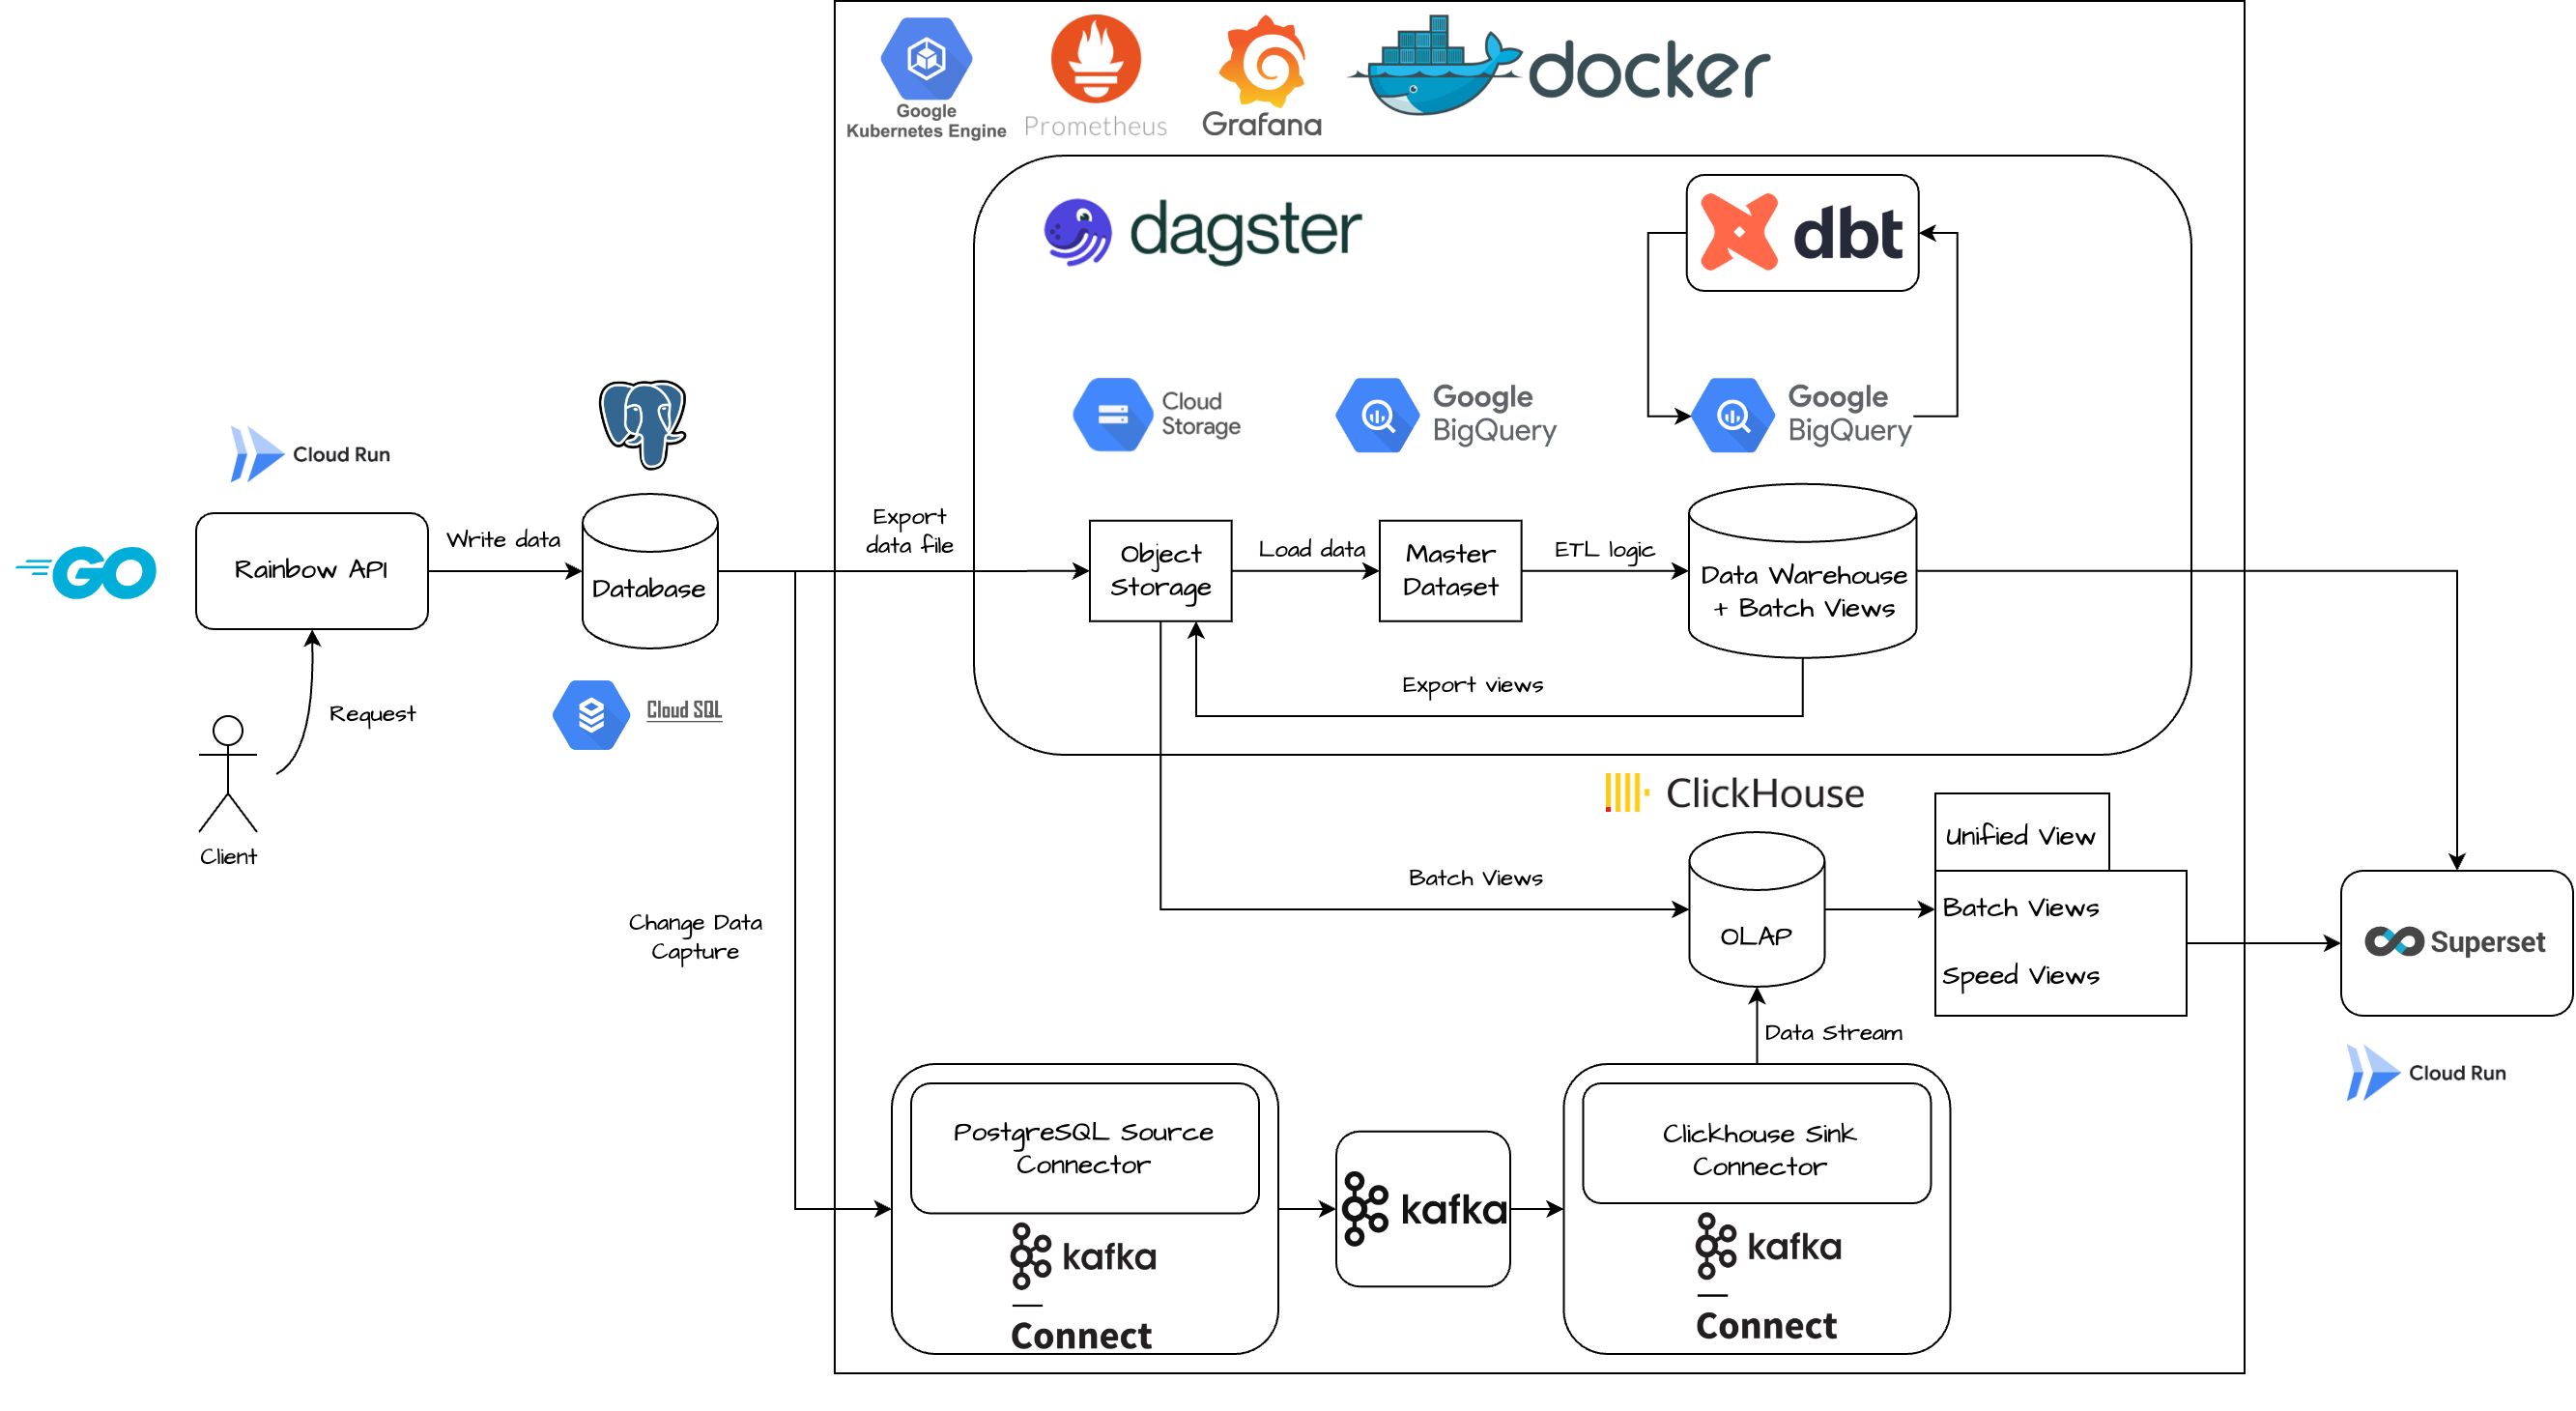 Google
Kubernetes Engine
Prometheus
Grafana
docker
dagster
dbt
Cloud
Storage
Google
BigQuery
Google
BigQuery
Cloud Run
GO
Rainbow API
Write data
Database
Export
data file
Object
Storage
Load data
Master
Dataset
ETL logic
Data Warehouse
+ Batch Views
Export views
Request
Cloud SQL
Client
ClickHouse
Unified View
Batch Views
OLAP
Batch Views
Speed Views
Superset
Change Data
Capture
Data Stream
Cloud Run
PostgreSQL Source
Connector
kafka
Connect
kafka
Clickhouse Sink
Connector
kafka
Connect